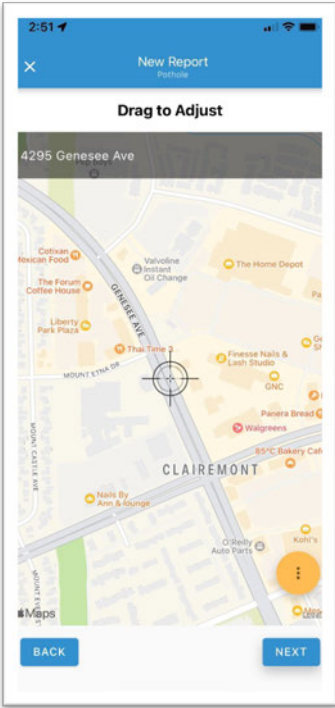 2:51
New Report
Pothole
Drag to Adjust
4295 Genesee Ave
Cotixan
Mexican Food
Valvoline
Instant
Oil Change
The Home Depot
The Forum
Coffee House
GENESEE AVE
Liberty
Park Plaza
Thai Time 2
Finesse Nails &
Lash Studio
MOUNT ETNA DR
GNC
Panera Bread
Walgreens
MOUNT CASTLE AVE
85°C Bakery Cafe
CLAIREMONT
Nails By
Ann & lounge
O'Reilly
Auto Parts
Kohl's
Maps
BACK
NEXT